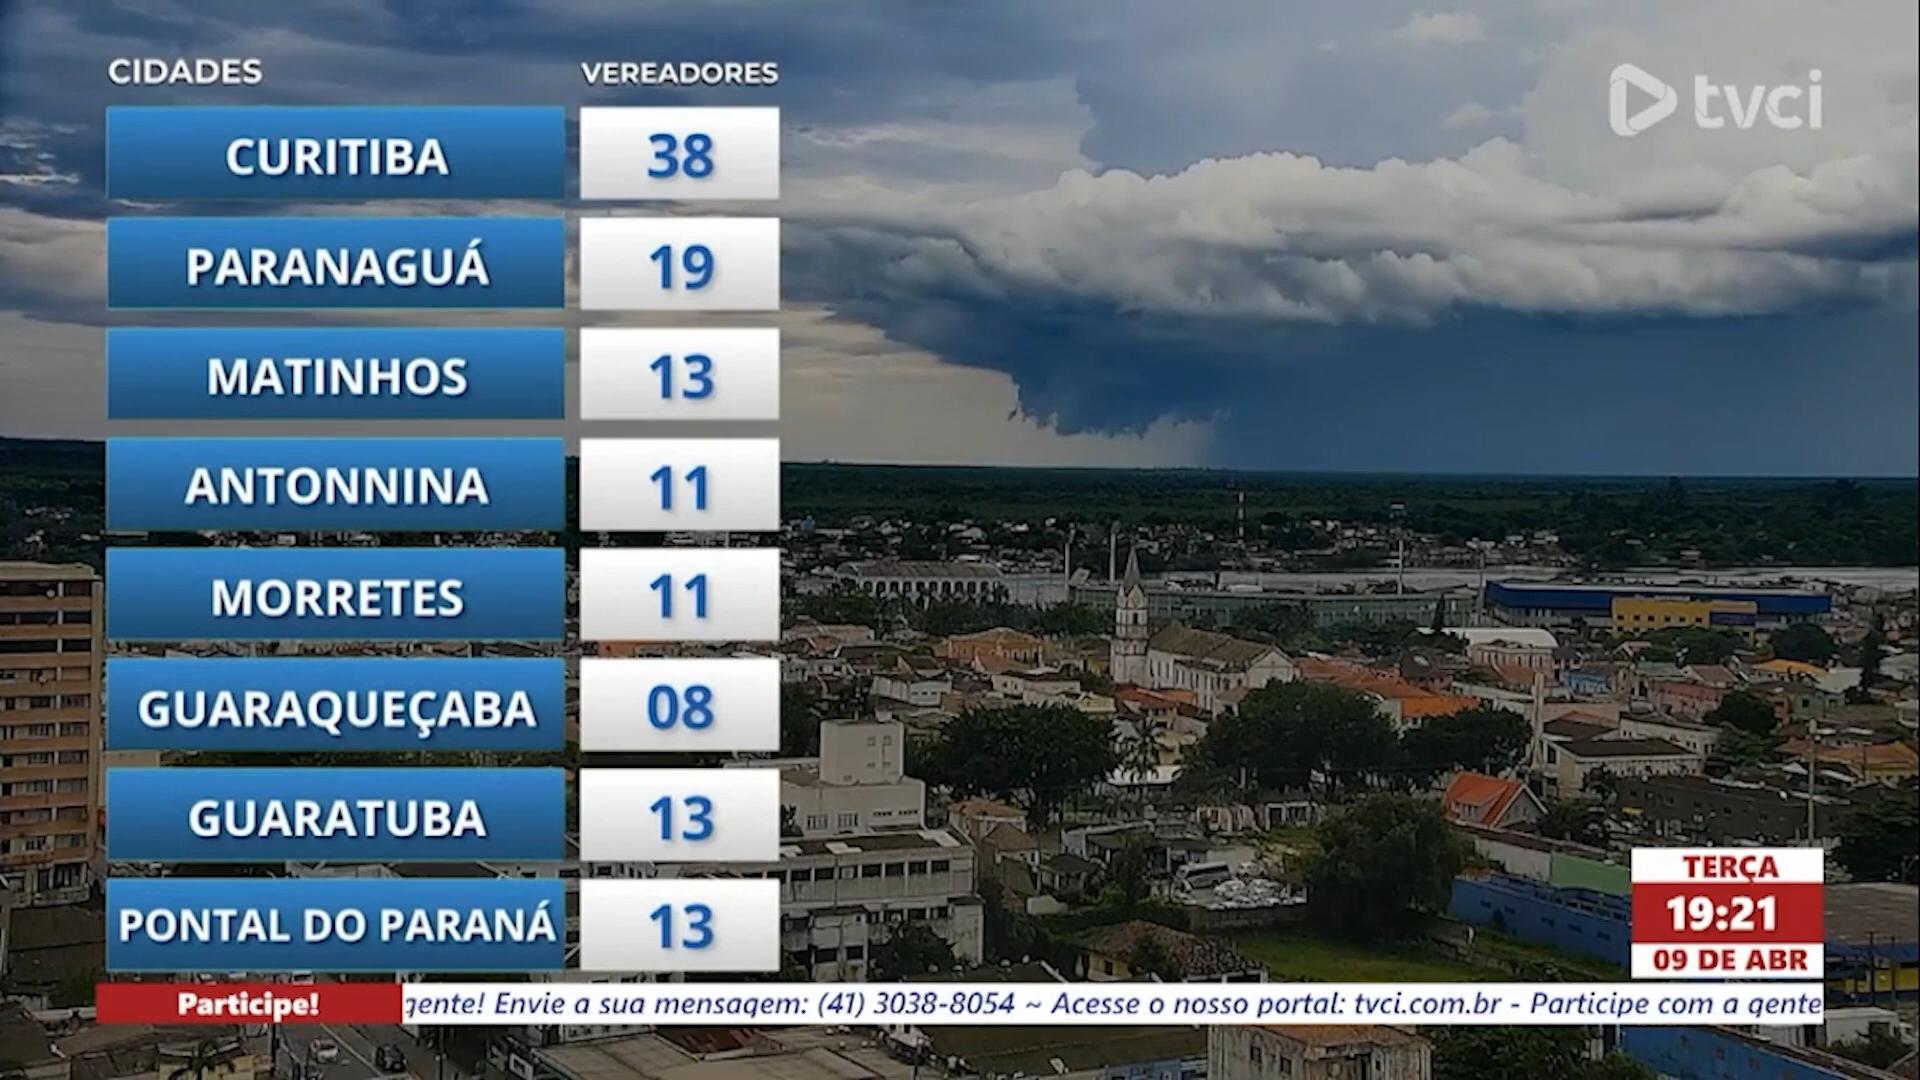 CIDADES VEREADORES
tvci
CURITIBA 38
PARANAGUÁ 19
MATINHOS 13
ANTONNINA 11
MORRETES 11
GUARAQUEÇABA 08
GUARATUBA 13
PONTAL DO PARANÁ 13
TERÇA
19:21
09 DE ABR
Participe! gente! Envie a sua mensagem: (41) 3038-8054 ~ Acesse o nosso portal: tvci.com.br - Participe com a gente